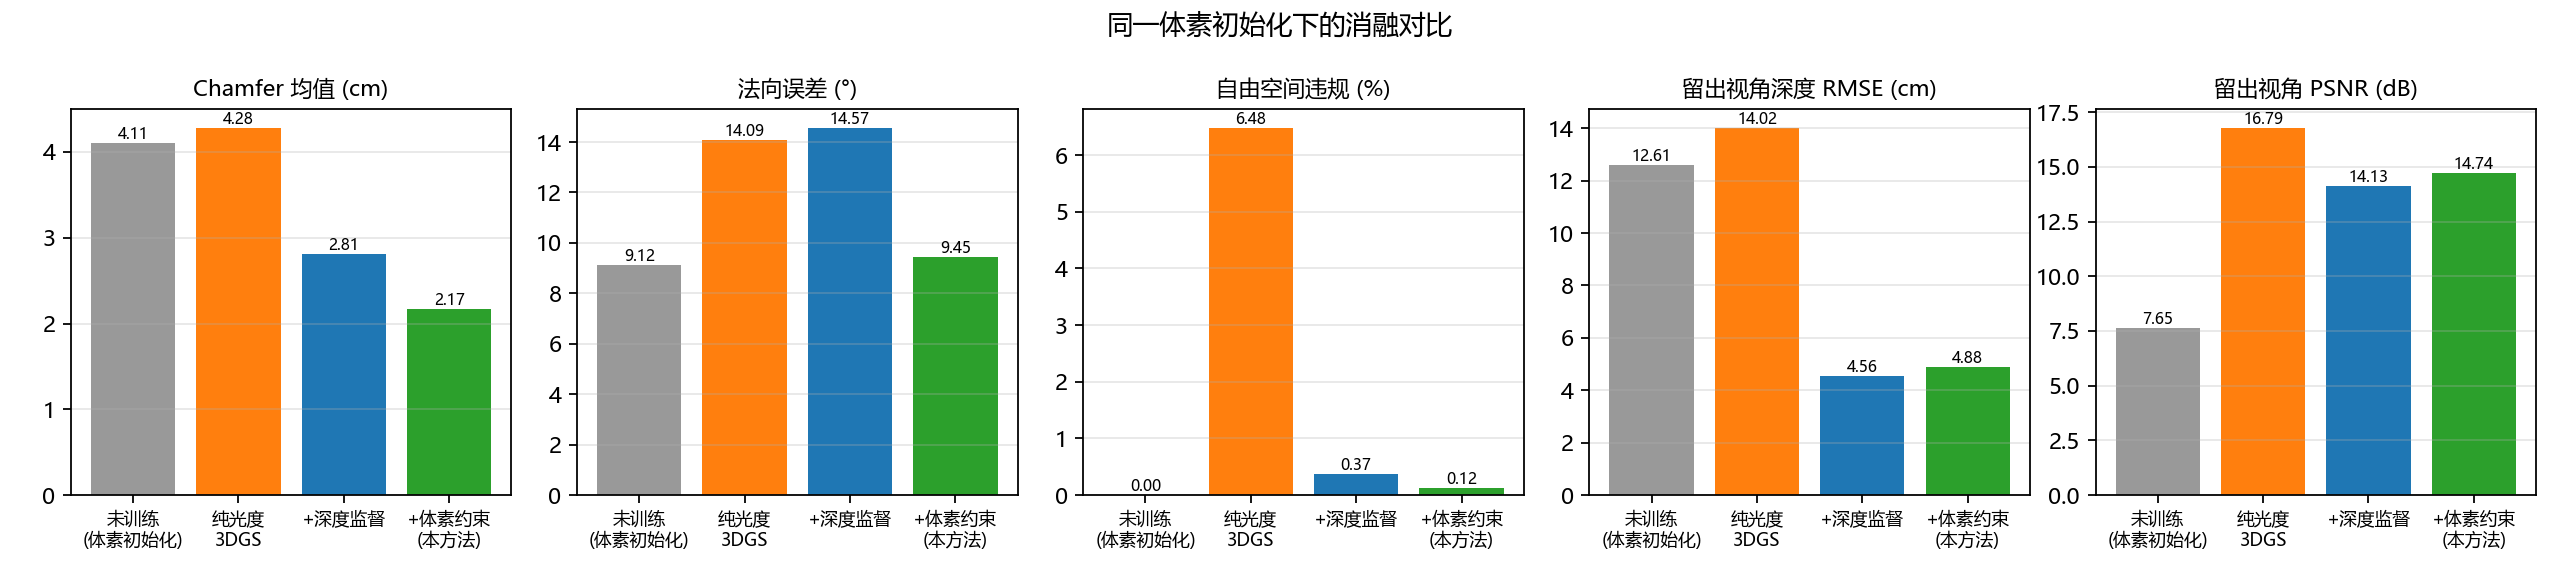 同一体素初始化下的消融对比
Chamfer 均值 (cm)
4
3
2
1
0
4.11
4.28
2.81
2.17
未训练
(体素初始化)
纯光度
3DGS
+深度监督
+体素约束
(本方法)
法向误差 (°)
14
12
10
8
6
4
2
0
9.12
14.09
14.57
9.45
未训练
(体素初始化)
纯光度
3DGS
+深度监督
+体素约束
(本方法)
自由空间违规 (%)
6
5
4
3
2
1
0
0.00
6.48
0.37
0.12
未训练
(体素初始化)
纯光度
3DGS
+深度监督
+体素约束
(本方法)
留出视角深度 RMSE (cm)
14
12
10
8
6
4
2
0
12.61
14.02
4.56
4.88
未训练
(体素初始化)
纯光度
3DGS
+深度监督
+体素约束
(本方法)
留出视角 PSNR (dB)
17.5
15.0
12.5
10.0
7.5
5.0
2.5
0.0
7.65
16.79
14.13
14.74
未训练
(体素初始化)
纯光度
3DGS
+深度监督
+体素约束
(本方法)